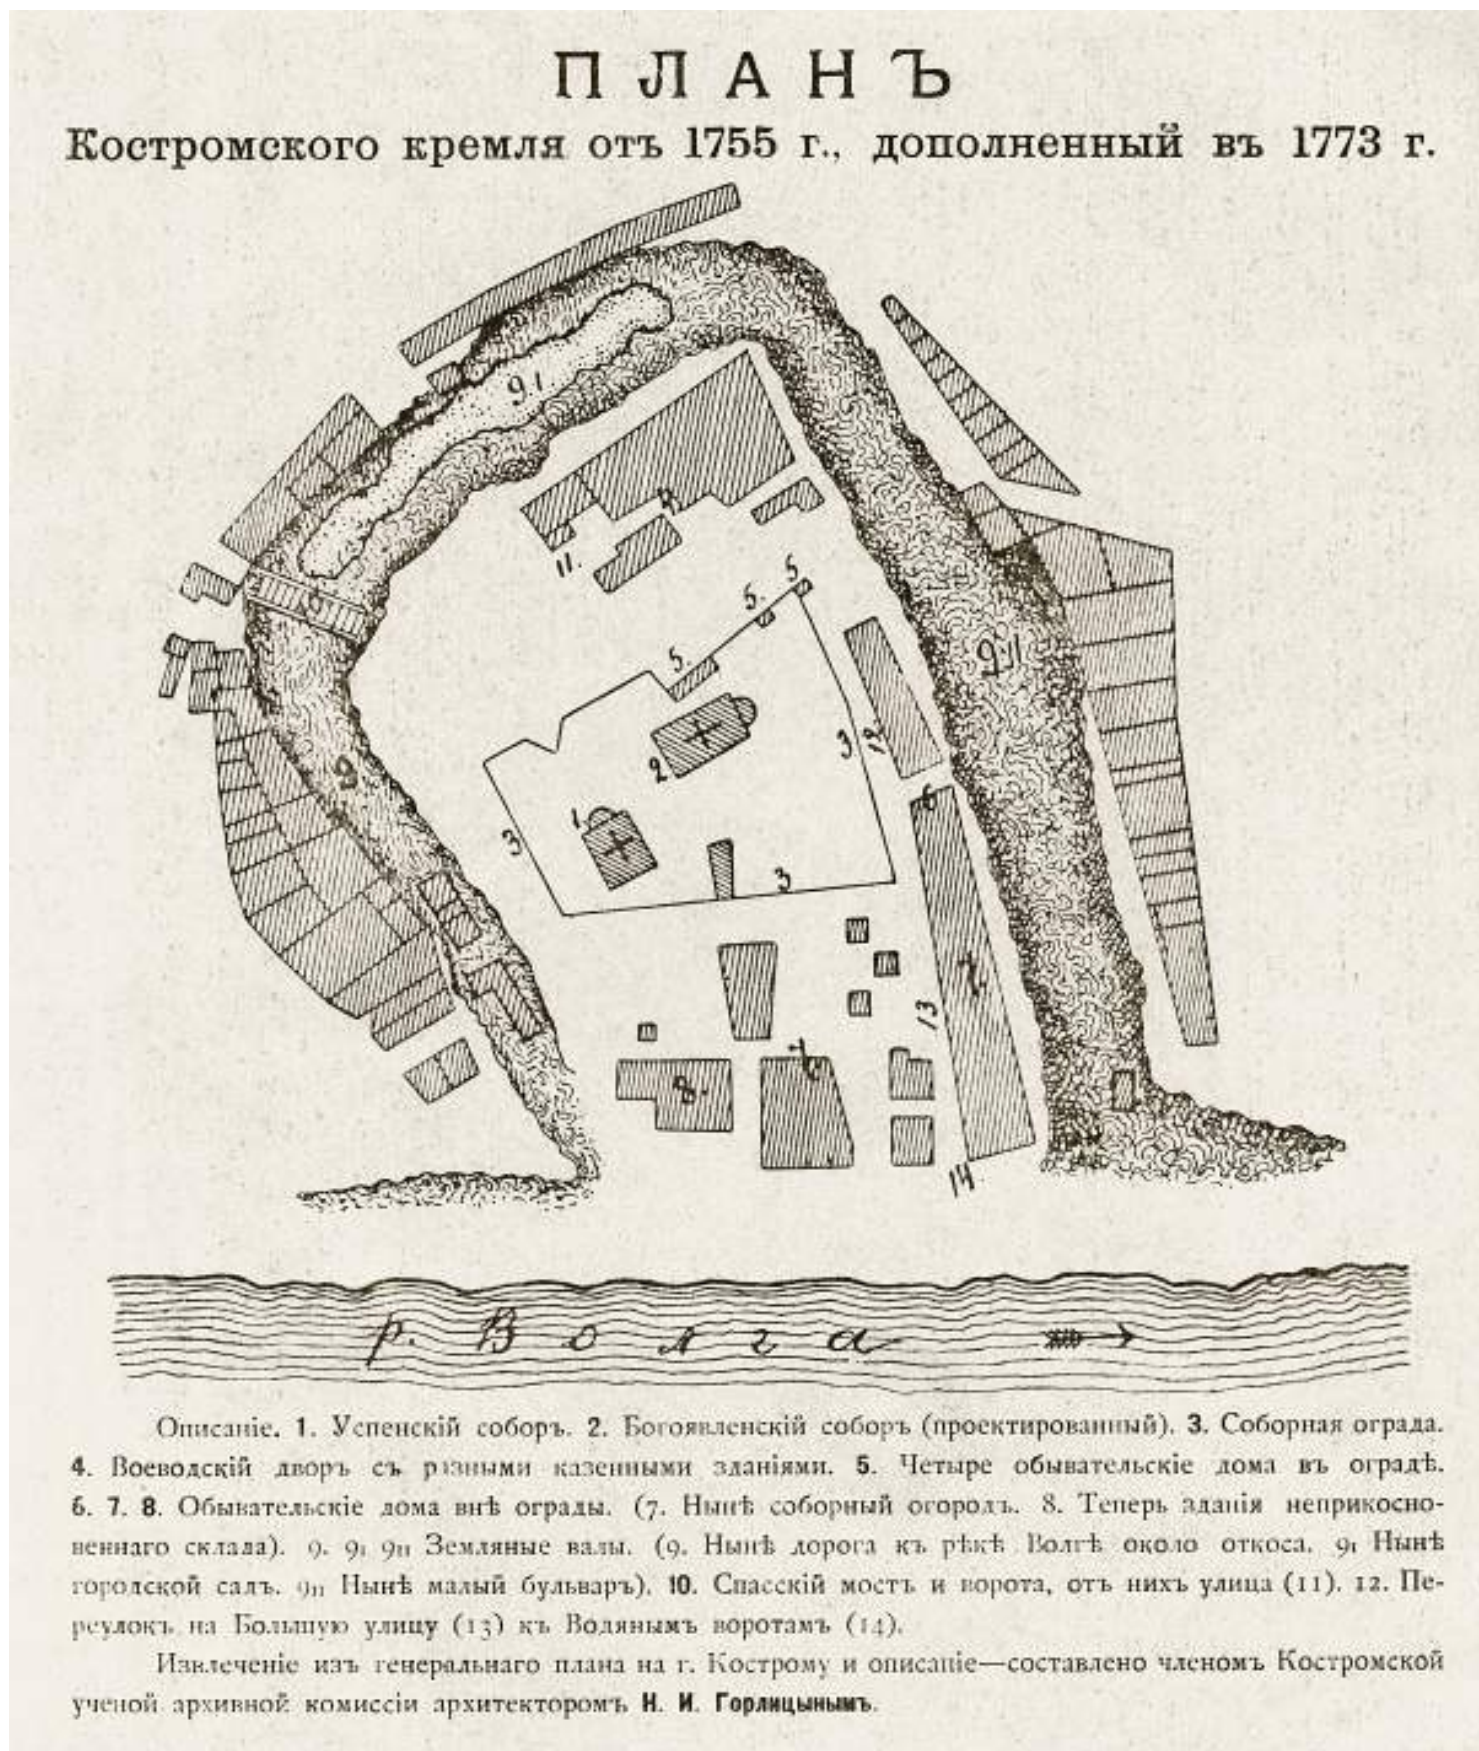 ПЛАНЪ
Костромского кремля отъ 1755 г., дополненный въ 1773 г.
9I
11.
5
5.
5.
9II
10
2
3
12
9
1
3
6
3
7
13
7
8.
14
р. Волга
Описаніе. 1. Успенскій соборъ. 2. Богоявленскій соборъ (проектированный). 3. Соборная ограда.
4. Воеводскій дворъ съ разными казенными зданіями. 5. Четыре обывательскіе дома въ оградѣ.
6. 7. 8. Обывательскіе дома внѣ ограды. (7. Нынѣ соборный огородъ. 8. Теперь зданія неприкосно-
веннаго склада). 9. 9I 9II Земляные валы. (9. Нынѣ дорога къ рѣкѣ Волгѣ около откоса. 9I Нынѣ
городской садъ. 9II Нынѣ малый бульваръ). 10. Спасскій мостъ и ворота, отъ нихъ улица (11). 12. Пе-
реулокъ на Большую улицу (13) къ Водянымъ воротамъ (14).
Извлеченіе изъ генеральнаго плана на г. Кострому и описаніе—составлено членомъ Костромской
ученой архивной комиссіи архитекторомъ Н. И. Горлицынымъ.